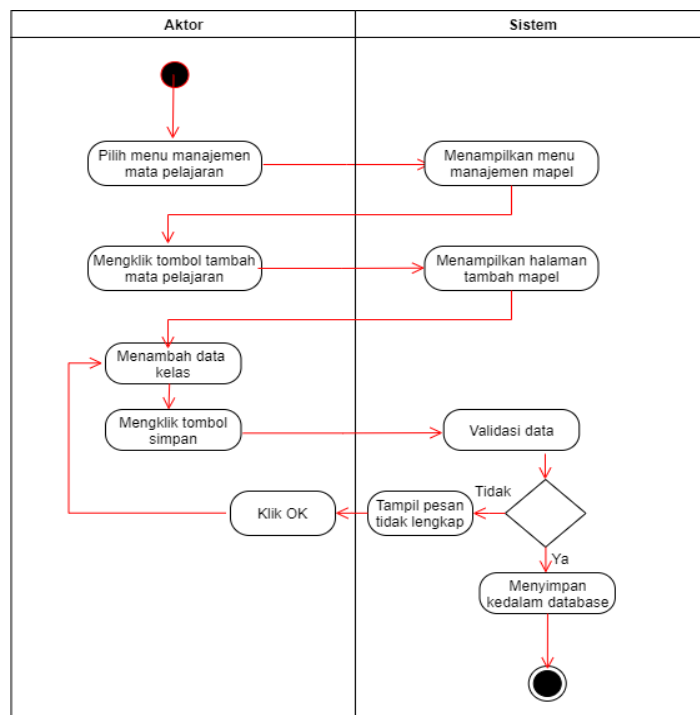 Aktor
Sistem
Pilih menu manajemen
mata pelajaran
Menampilkan menu
manajemen mapel
Mengklik tombol tambah
mata pelajaran
Menampilkan halaman
tambah mapel
Menambah data
kelas
Mengklik tombol
simpan
Validasi data
Tidak
Tampil pesan
tidak lengkap
Klik OK
Ya
Menyimpan
kedalam database